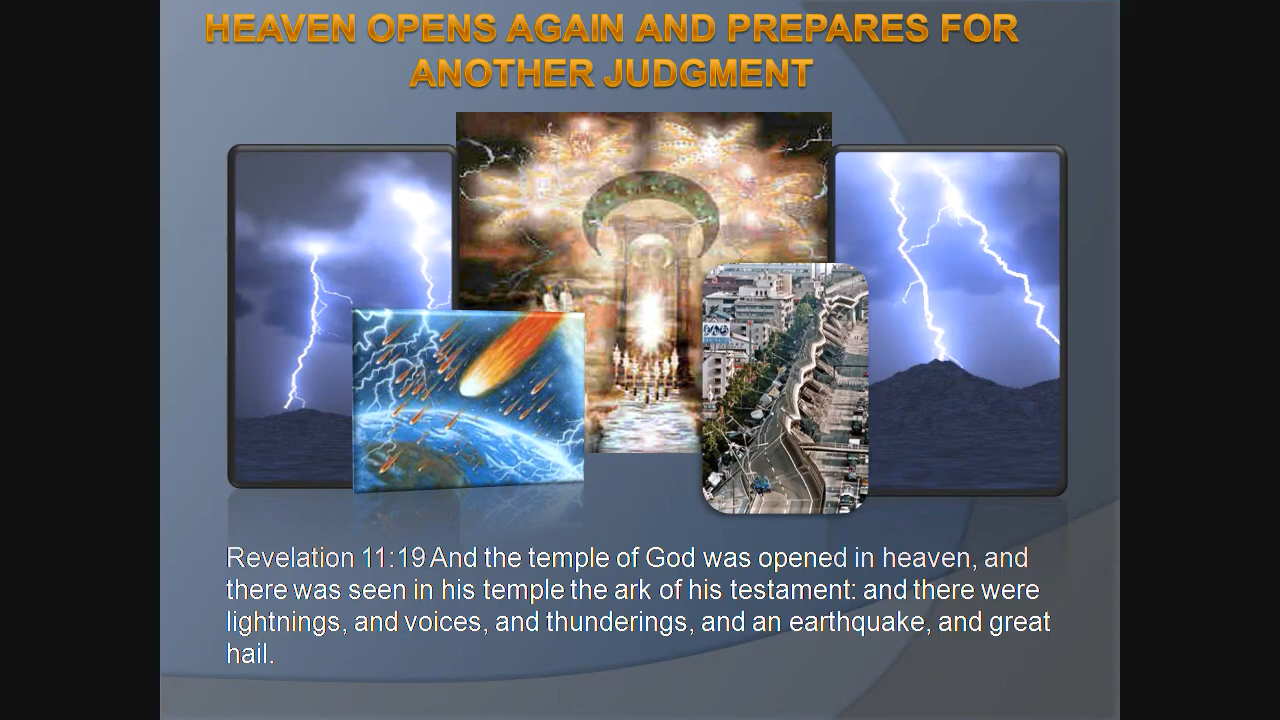 HEAVEN OPENS AGAIN AND PREPARES FOR
ANOTHER JUDGMENT
Revelation 11:19 And the temple of God was opened in heaven, and
there was seen in his temple the ark of his testament: and there were
lightnings, and voices, and thunderings, and an earthquake, and great
hail.